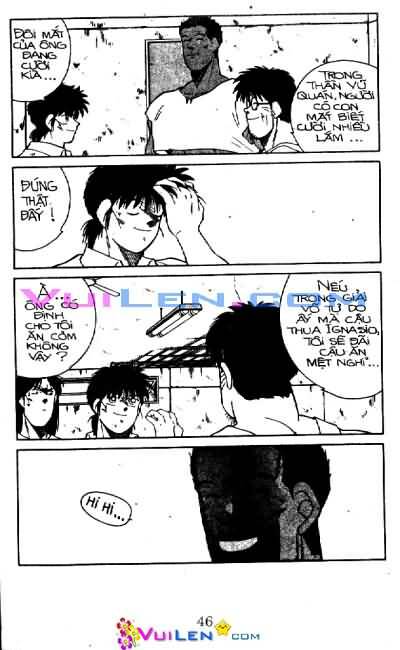 ĐÔI MẮT
CỦA ÔNG
ĐANG
CƯỜI
KÌA...
TRONG
THẦN VŨ
QUAN, NGƯỜI
CÓ CON
MẮT BIẾT
CƯỜI NHIỀU
LẮM...
ĐÚNG
THẬT
ĐẤY!
À...
ÔNG CÓ
ĐỊNH
CHO TÔI
ĂN CƠM
KHÔNG
VẬY?
NẾU
TRONG GIẢI
VÔ TỰ DO
ẤY MÀ CẬU
THUA IGNASIO,
TÔI SẼ ĐÃI
CẬU ĂN
MỆT NGHỈ...
VUILEN.COM
HI HI...
46
VUILEN.COM